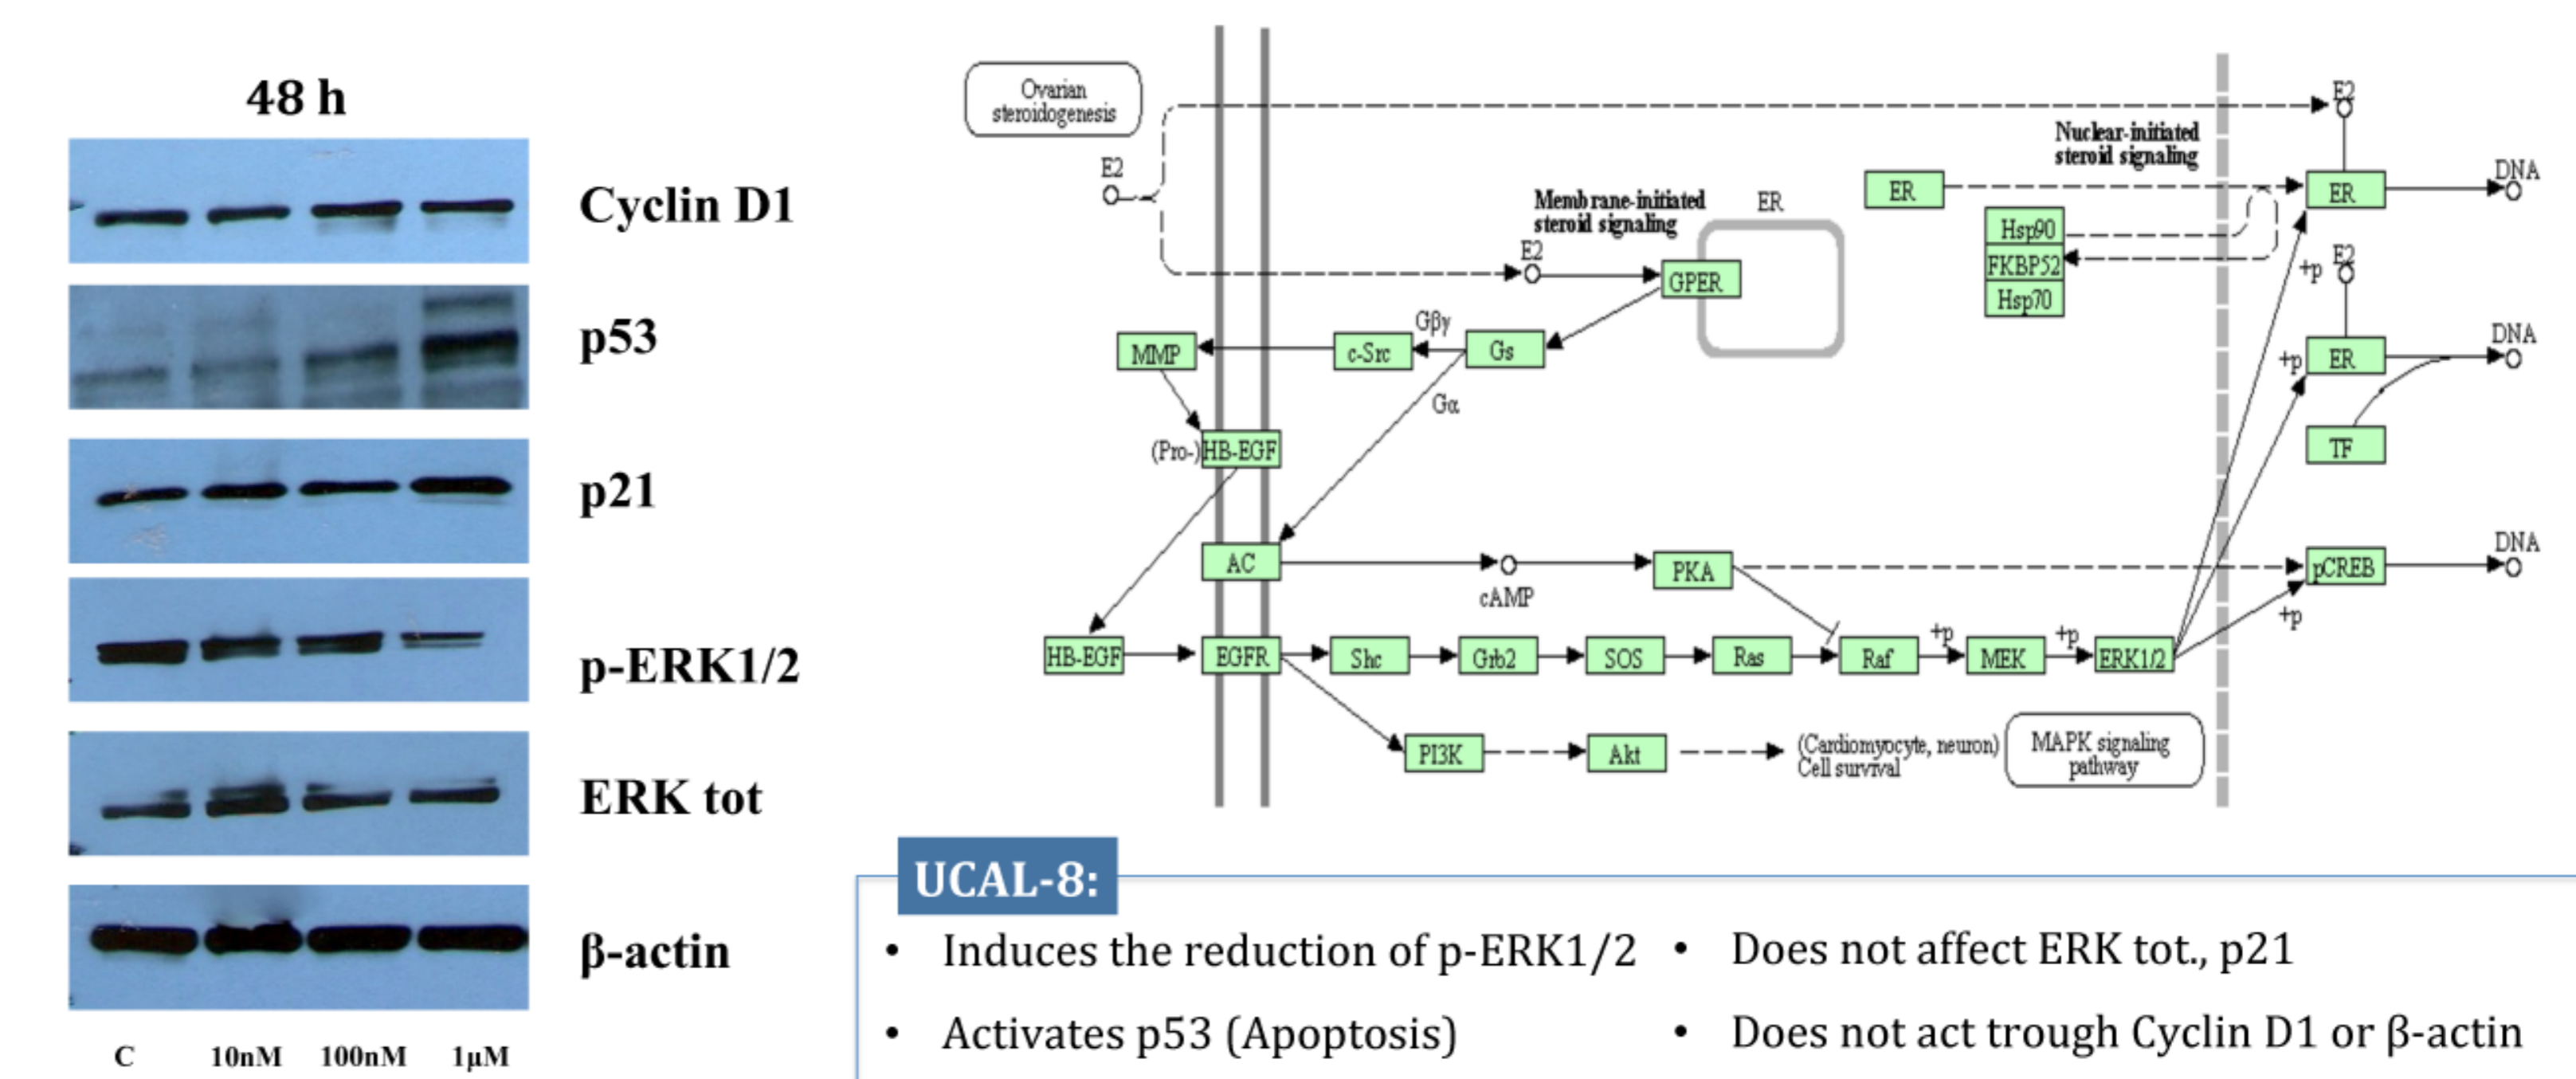 48 h
Cyclin D1
p53
p21
p-ERK1/2
ERK tot
β-actin
C 10nM 100nM 1μM
Ovarian
steroidogenesis
E2
E2
Nuclear-initiated
steroid signaling
ER
ER
DNA
Membrane-initiated
steroid signaling
ER
Hsp90
FKBP52
Hsp70
E2
GPER
+p
E2
MMP
c-Src
Gβγ
Gs
+p
ER
DNA
Gα
(Pro-)
HB-EGF
TF
AC
cAMP
PKA
pCREB
DNA
+p
HB-EGF
EGFR
Shc
Grb2
SOS
Ras
Raf
+p
MEK
+p
ERK1/2
PI3K
Akt
(Cardiomyocyte, neuron)
Cell survival
MAPK signaling
pathway
UCAL-8:
• Induces the reduction of p-ERK1/2
• Activates p53 (Apoptosis)
• Does not affect ERK tot., p21
• Does not act trough Cyclin D1 or β-actin